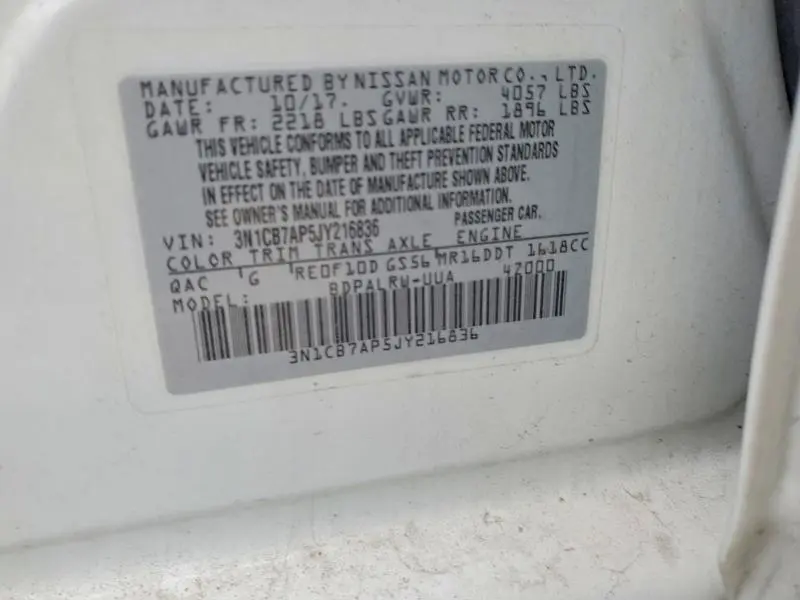 MANUFACTURED BY NISSAN MOTOR CO., LTD.
DATE: 10/17. GVWR: 4057 LBS
GAWR FR: 2218 LBS GAWR RR: 1896 LBS
THIS VEHICLE CONFORMS TO ALL APPLICABLE FEDERAL MOTOR
VEHICLE SAFETY, BUMPER AND THEFT PREVENTION STANDARDS
IN EFFECT ON THE DATE OF MANUFACTURE SHOWN ABOVE.
SEE OWNER'S MANUAL FOR ADDITIONAL INFORMATION.
VIN: 3N1CB7AP5JY216836 PASSENGER CAR.
COLOR TRIM TRANS AXLE ENGINE
QAC G RE0F10D GS56 MR16DDT 1618CC
MODEL: BDPALRW-UUA 42000
3N1CB7AP5JY216836